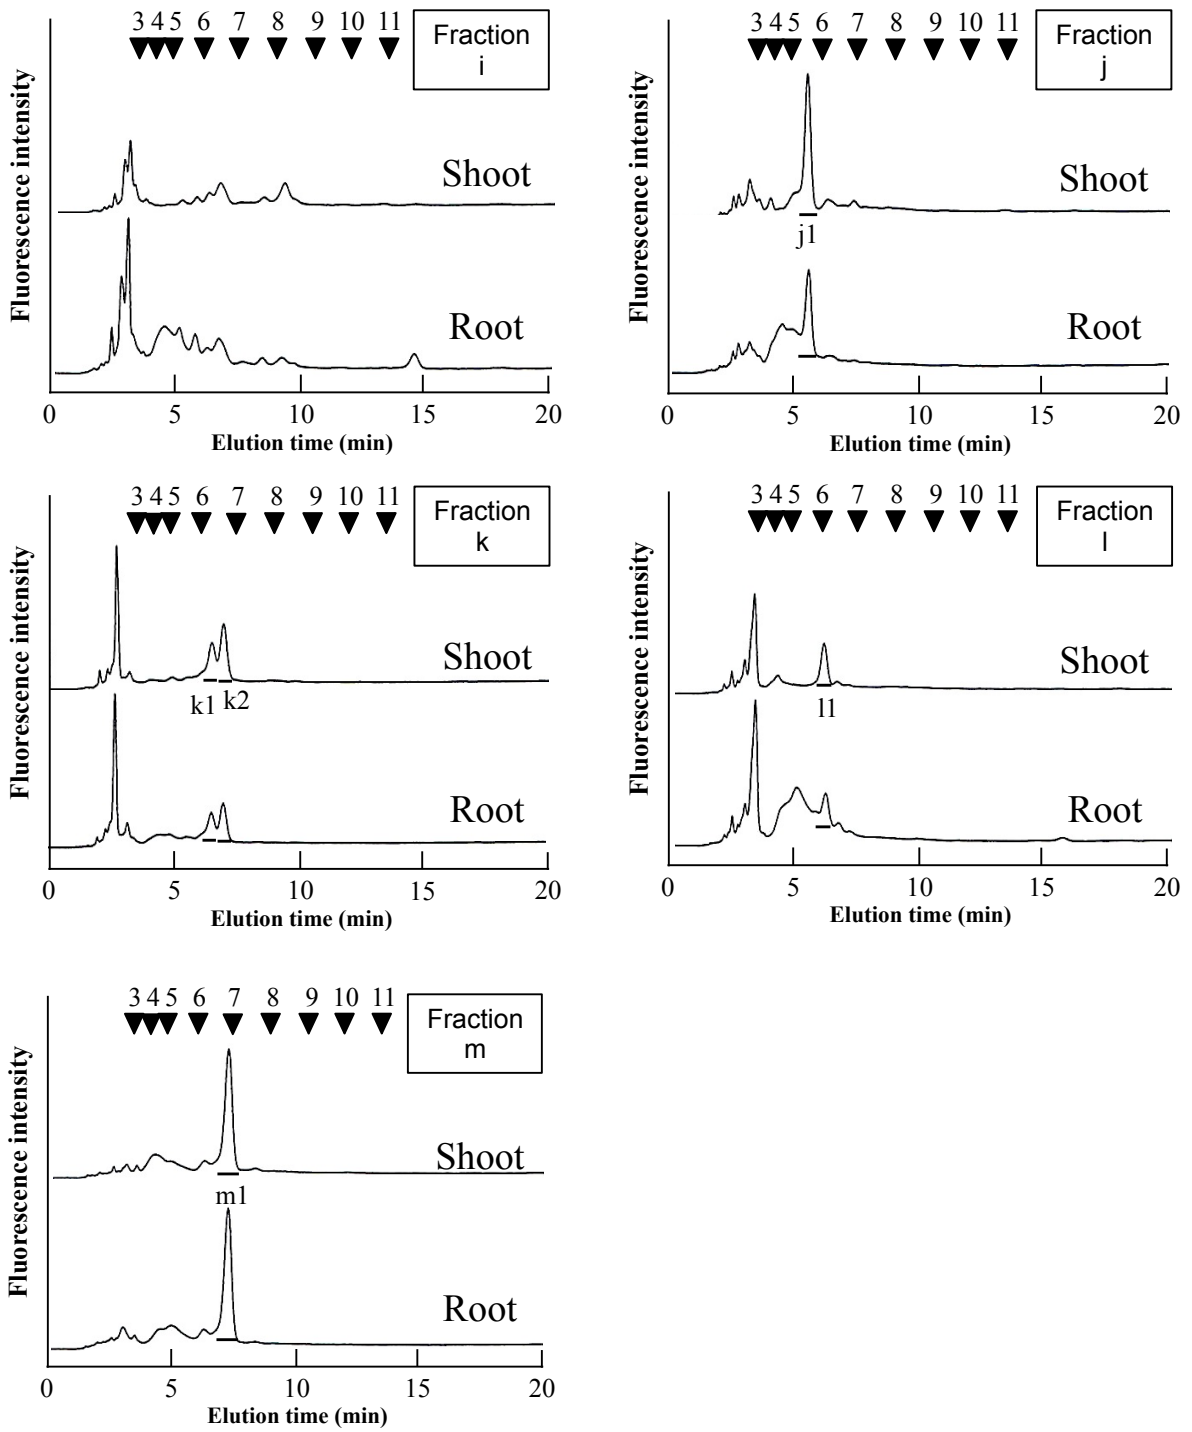 3 4 5 6 7 8 9 10 11
Fraction
i
Fluorescence intensity
Shoot
Root
0 5 10 15 20
Elution time (min)
3 4 5 6 7 8 9 10 11
Fraction
j
Fluorescence intensity
Shoot
j1
Root
0 5 10 15 20
Elution time (min)
3 4 5 6 7 8 9 10 11
Fraction
k
Fluorescence intensity
Shoot
k1 k2
Root
0 5 10 15 20
Elution time (min)
3 4 5 6 7 8 9 10 11
Fraction
l
Fluorescence intensity
Shoot
l1
Root
0 5 10 15 20
Elution time (min)
3 4 5 6 7 8 9 10 11
Fraction
m
Fluorescence intensity
Shoot
m1
Root
0 5 10 15 20
Elution time (min)